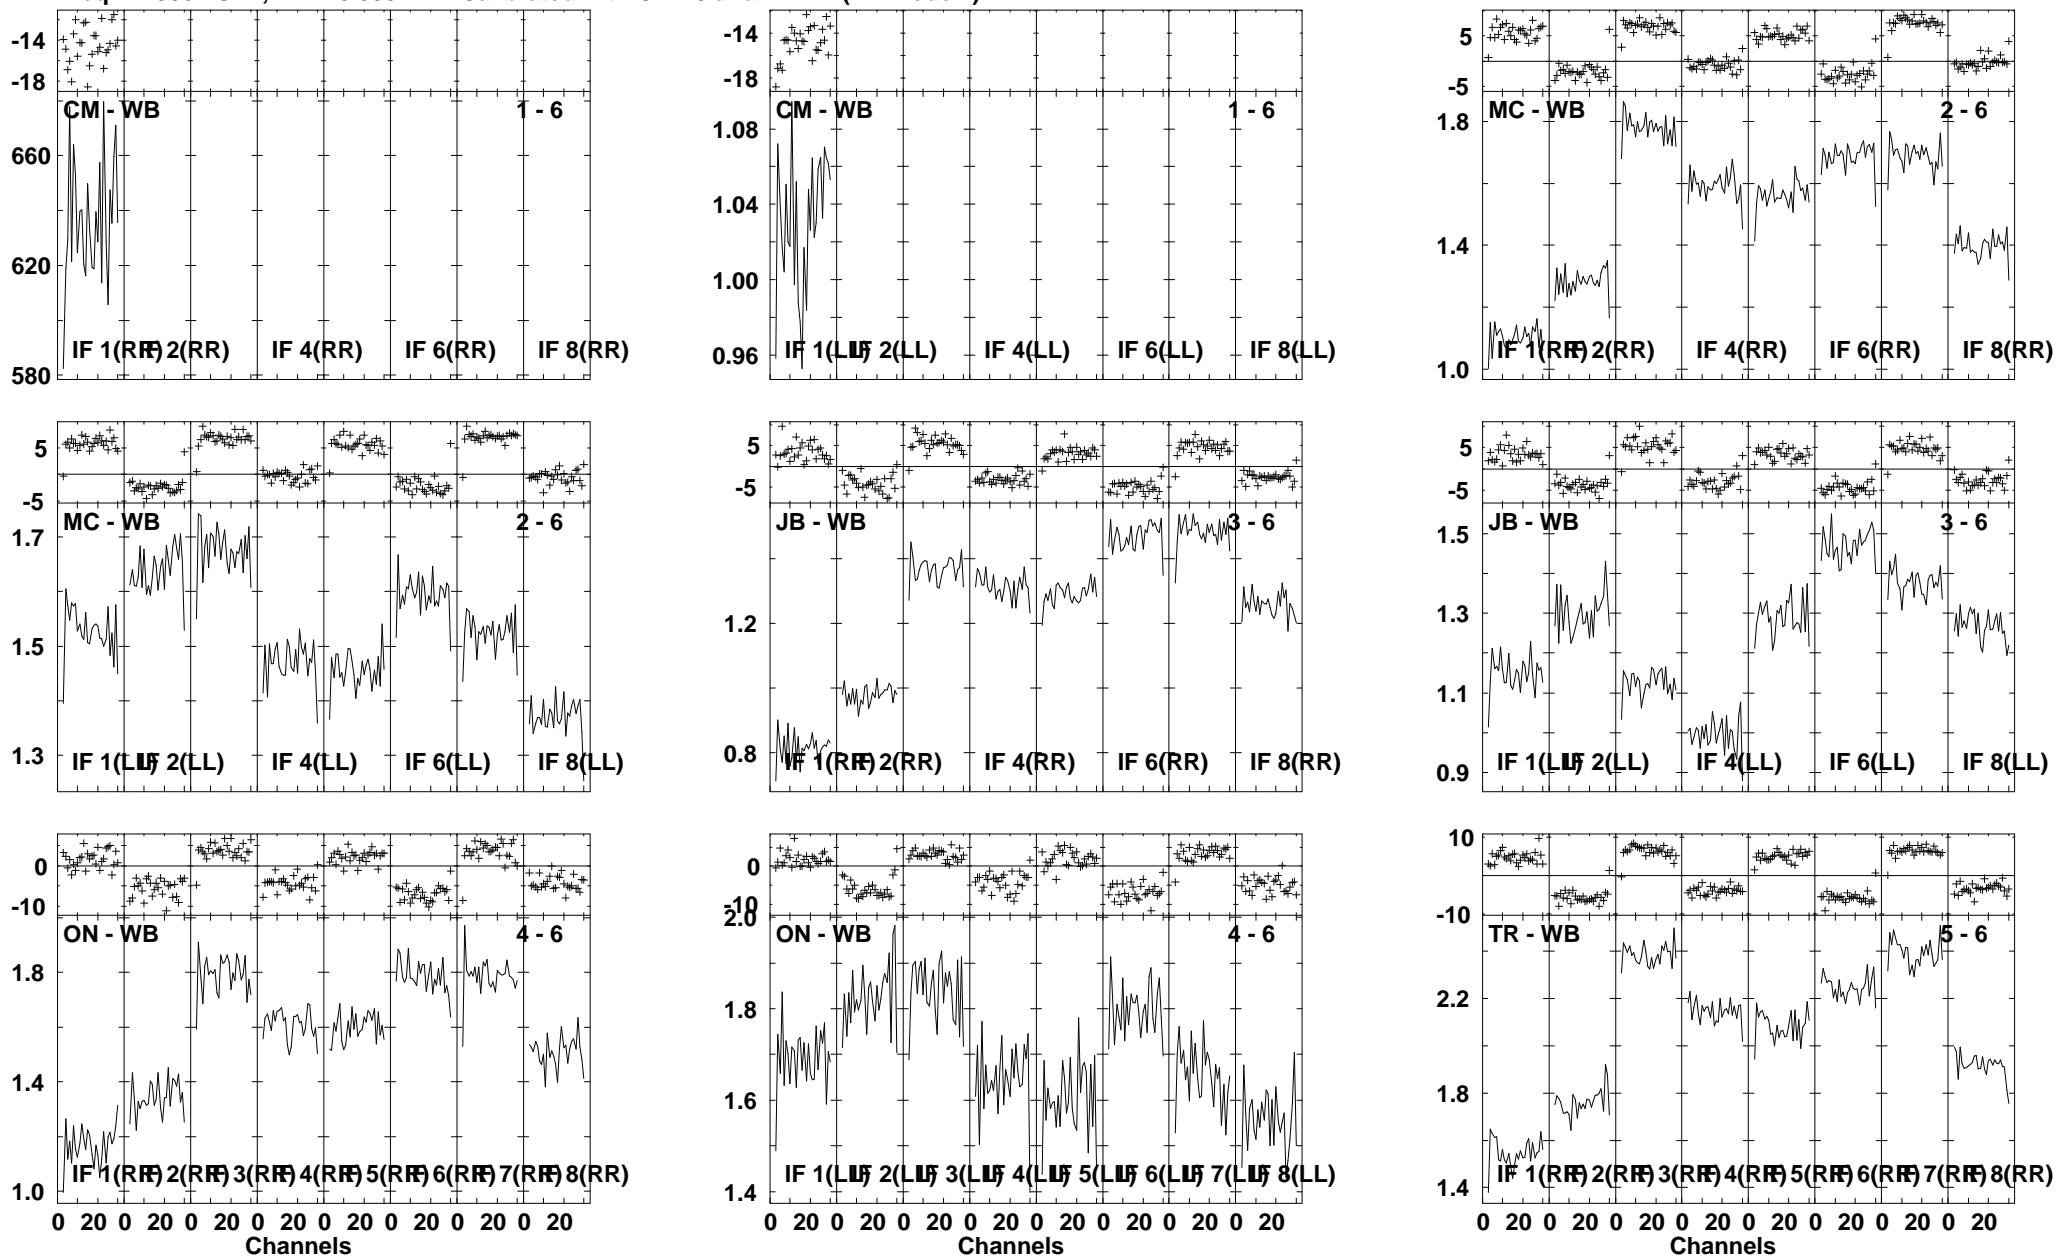 -14
-18
CM - WB 1 - 6
660
620
580
IF 1(RR) IF 2(RR) IF 4(RR) IF 6(RR) IF 8(RR)
-14
-18
CM - WB 1 - 6
1.08
1.04
1.00
0.96
IF 1(LL) IF 2(LL) IF 4(LL) IF 6(LL) IF 8(LL)
5
-5
MC - WB 2 - 6
1.8
1.4
1.0
IF 1(RR) IF 2(RR) IF 4(RR) IF 6(RR) IF 8(RR)
5
-5
MC - WB 2 - 6
1.7
1.5
1.3
IF 1(LL) IF 2(LL) IF 4(LL) IF 6(LL) IF 8(LL)
5
-5
JB - WB 3 - 6
1.2
0.8
IF 1(RR) IF 2(RR) IF 4(RR) IF 6(RR) IF 8(RR)
5
-5
JB - WB 3 - 6
1.5
1.3
1.1
0.9
IF 1(LL) IF 2(LL) IF 4(LL) IF 6(LL) IF 8(LL)
0
-10
ON - WB 4 - 6
1.8
1.4
1.0
IF 1(RR) IF 2(RR) IF 3(RR) IF 4(RR) IF 5(RR) IF 6(RR) IF 7(RR) IF 8(RR)
0 20 0 20 0 20 0 20 0 20 0 20 0 20 0 20
Channels
0
-10
2.0
ON - WB 4 - 6
1.8
1.6
1.4
IF 1(LL) IF 2(LL) IF 3(LL) IF 4(LL) IF 5(LL) IF 6(LL) IF 7(LL) IF 8(LL)
0 20 0 20 0 20 0 20 0 20 0 20 0 20 0 20
Channels
10
-10
TR - WB 5 - 6
2.2
1.8
1.4
IF 1(RR) IF 2(RR) IF 3(RR) IF 4(RR) IF 5(RR) IF 6(RR) IF 7(RR) IF 8(RR)
0 20 0 20 0 20 0 20 0 20 0 20 0 20 0 20
Channels